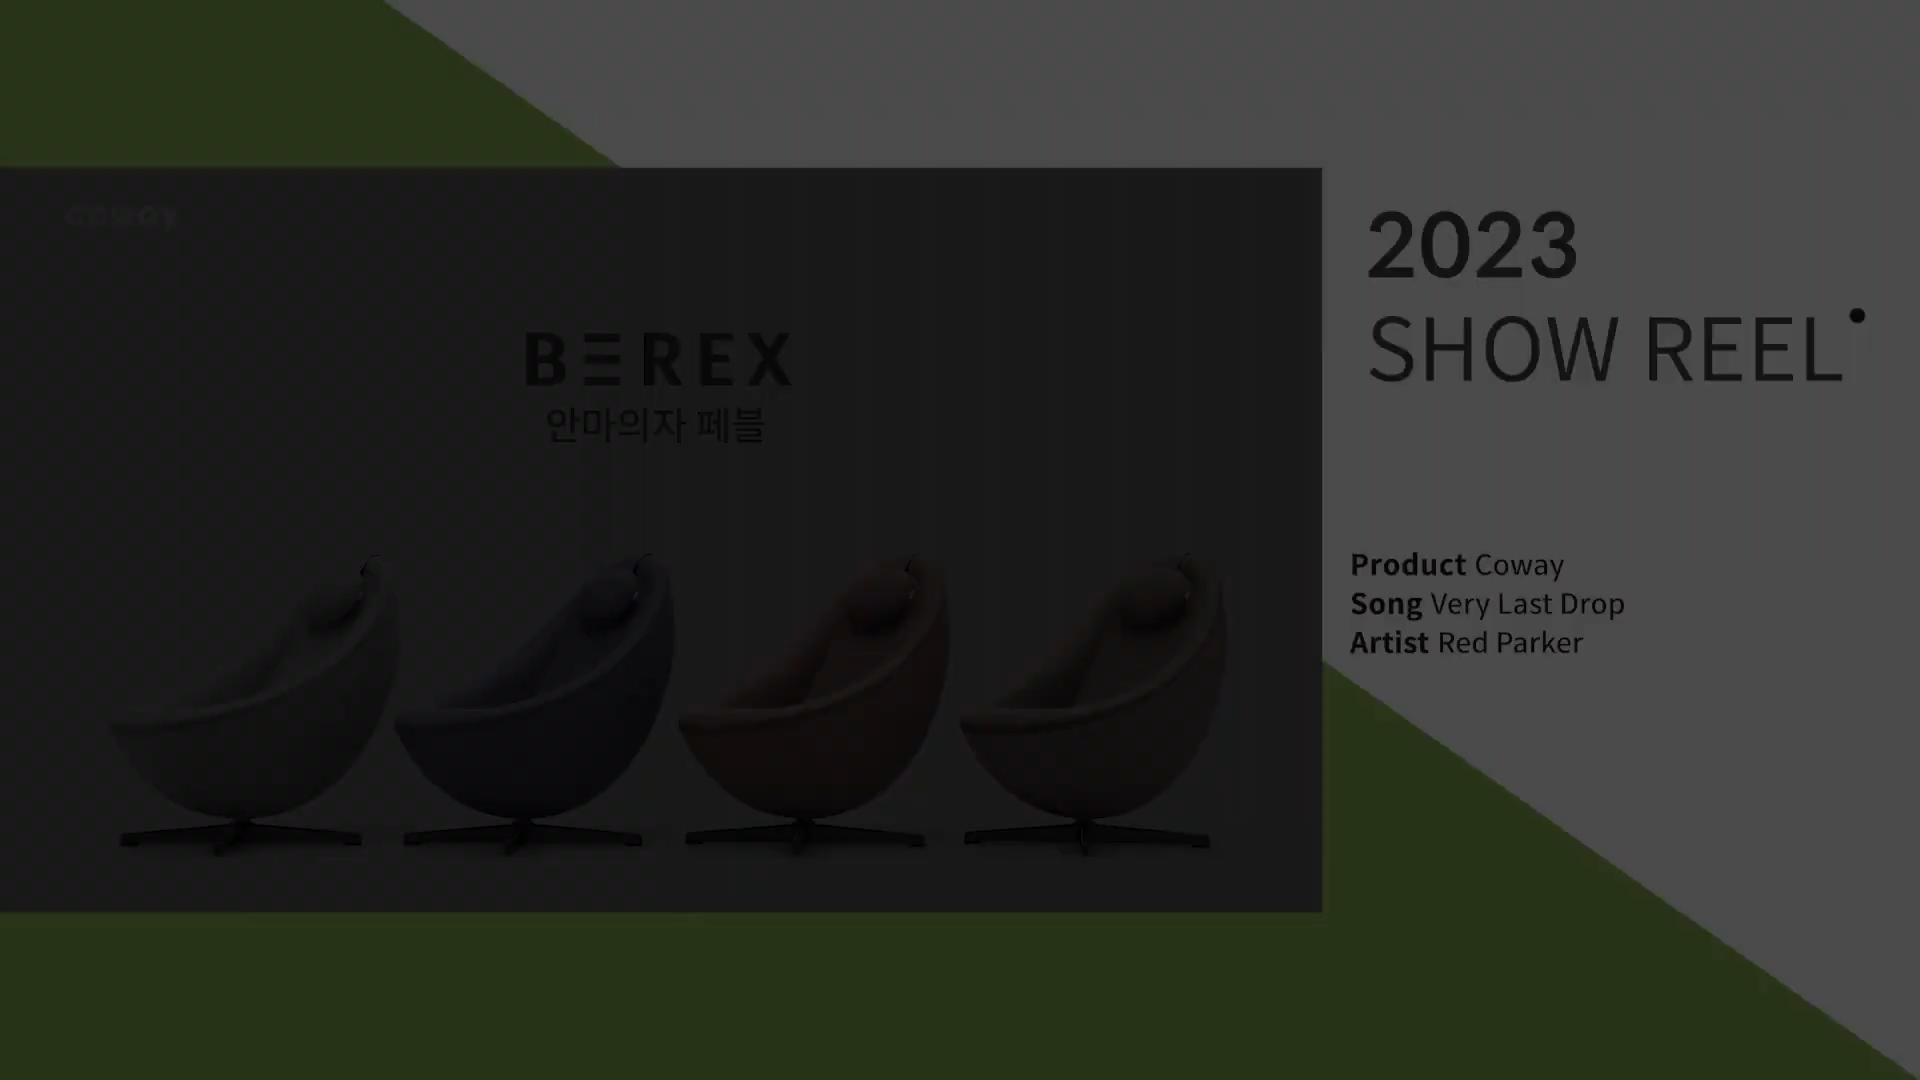 coway
BEREX
안마의자 페블
2023
SHOW REEL
Product Coway
Song Very Last Drop
Artist Red Parker